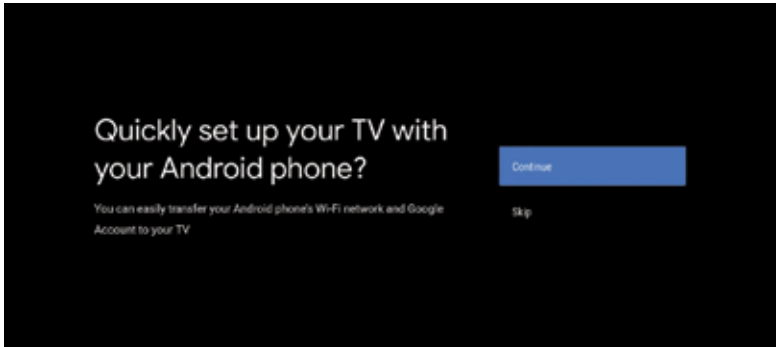 Quickly set up your TV with
your Android phone?
You can easily transfer your Android phone's Wi-Fi network and Google
Account to your TV
Continue
Skip